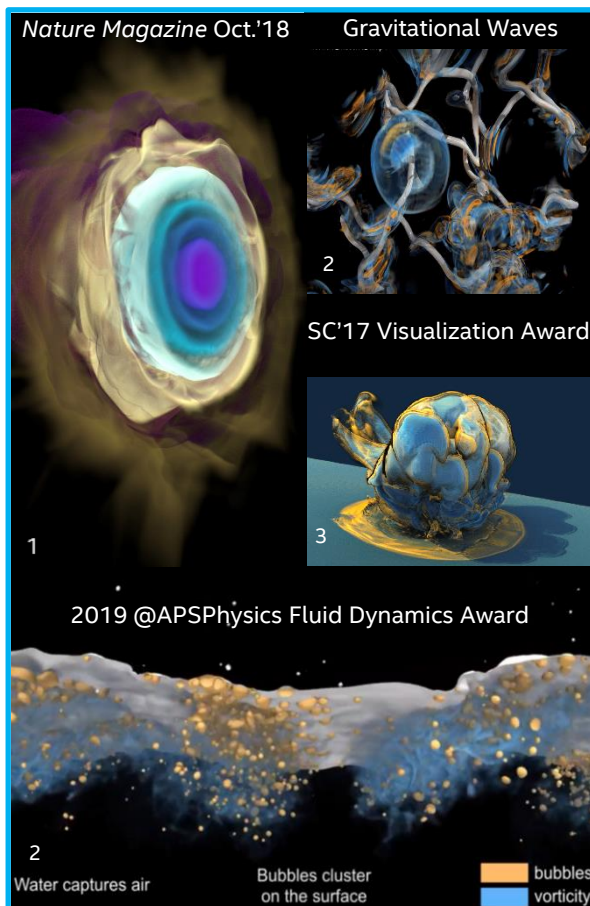 Nature Magazine Oct.'18
Gravitational Waves
2
SC'17 Visualization Award
1
3
2019 @APSPhysics Fluid Dynamics Award
2
Water captures air
Bubbles cluster
on the surface
bubbles
vorticity